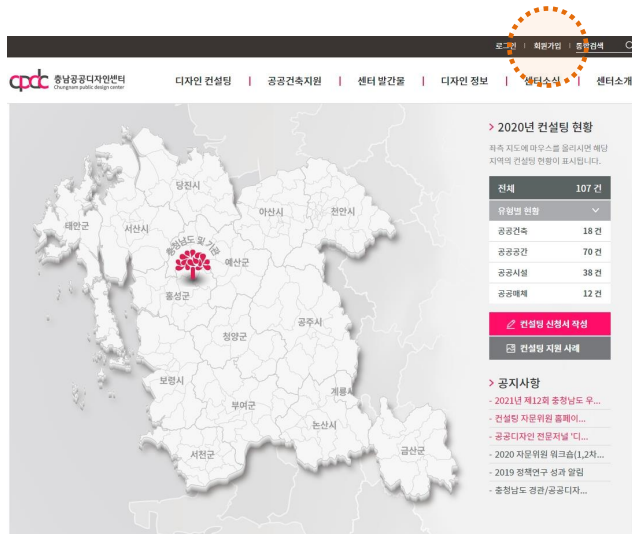 로그인 | 회원가입 | 통합검색
cpdc 충남공공디자인센터
Chungnam public design center
디자인 컨설팅 | 공공건축지원 | 센터 발간물 | 디자인 정보 | 센터소식 | 센터소개
당진시
아산시
천안시
태안군
서산시
충청남도 및 기관
예산군
홍성군
공주시
청양군
보령시
계룡시
부여군
논산시
서천군
금산군
> 2020년 컨설팅 현황
좌측 지도에 마우스를 올리시면 해당
지역의 컨설팅 현황이 표시됩니다.
전체 107 건
유형별 현황
공공건축 18 건
공공공간 70 건
공공시설 38 건
공공매체 12 건
컨설팅 신청서 작성
컨설팅 지원 사례
> 공지사항
- 2021년 제12회 충청남도 우...
- 컨설팅 자문위원 홈페이...
- 공공디자인 전문저널 '디...
- 2020 자문위원 워크숍(1,2차...
- 2019 정책연구 성과 알림
- 충청남도 경관/공공디자...